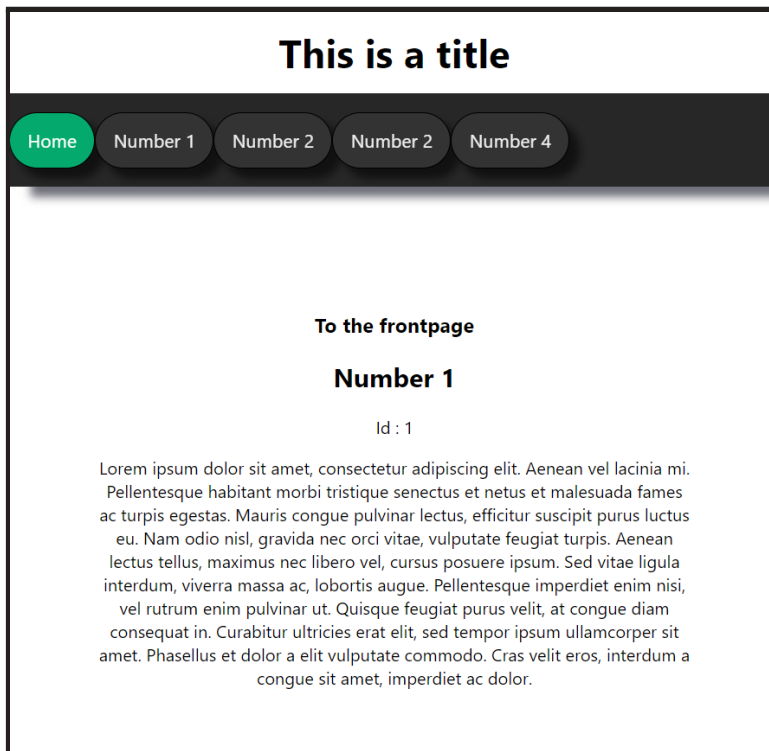 This is a title
Home Number 1 Number 2 Number 2 Number 4
To the frontpage
Number 1
Id : 1
Lorem ipsum dolor sit amet, consectetur adipiscing elit. Aenean vel lacinia mi.
Pellentesque habitant morbi tristique senectus et netus et malesuada fames
ac turpis egestas. Mauris congue pulvinar lectus, efficitur suscipit purus luctus
eu. Nam odio nisl, gravida nec orci vitae, vulputate feugiat turpis. Aenean
lectus tellus, maximus nec libero vel, cursus posuere ipsum. Sed vitae ligula
interdum, viverra massa ac, lobortis augue. Pellentesque imperdiet enim nisi,
vel rutrum enim pulvinar ut. Quisque feugiat purus velit, at congue diam
consequat in. Curabitur ultricies erat elit, sed tempor ipsum ullamcorper sit
amet. Phasellus et dolor a elit vulputate commodo. Cras velit eros, interdum a
congue sit amet, imperdiet ac dolor.